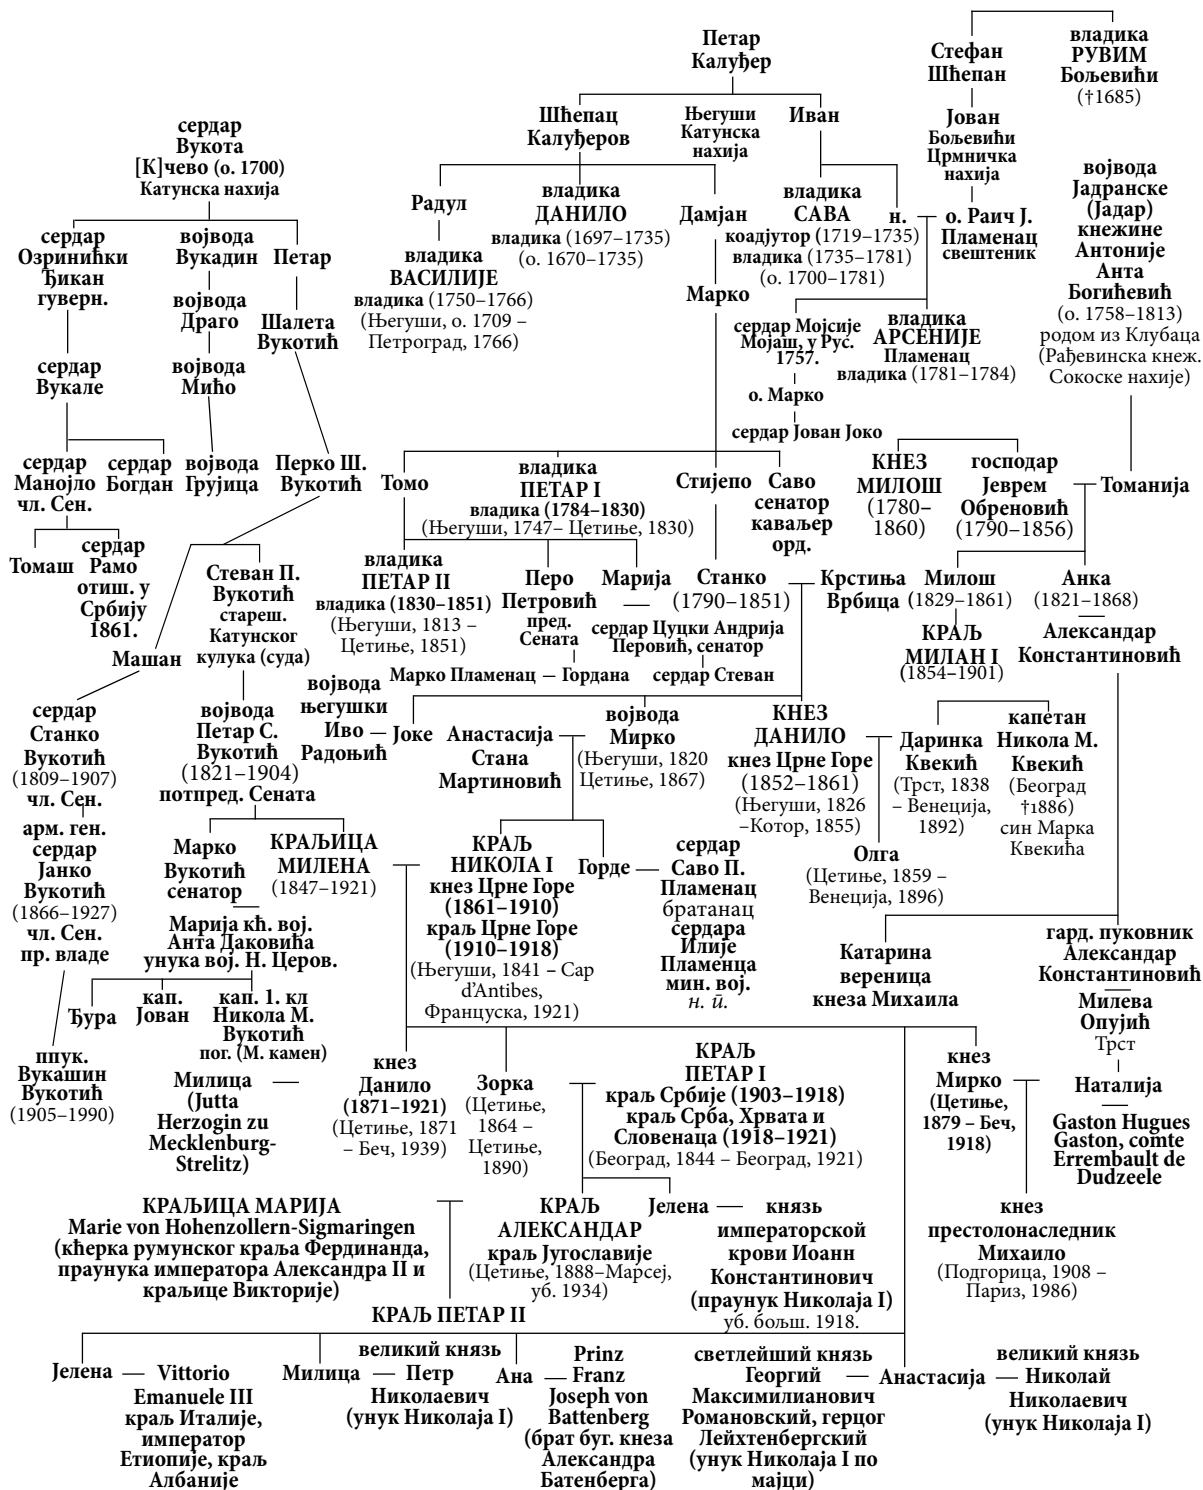 Петар
Калуђер
Стефан
Шћепан
владика
РУВИМ
Бољевићи
(†1685)
Шћепац
Калуђеров
Његуши
Катунска
нахија
Иван
Јован
Бољевићи
Црмничка
нахија
сердар
Вукота
[К]чево (о. 1700)
Катунска нахија
Радул
владика
ДАНИЛО
владика (1697–1735)
(о. 1670–1735)
Дамјан
владика
САВА
коадјутор (1719–1735)
владика (1735–1781)
(о. 1700–1781)
н.
о. Раич Ј.
Пламенац
свештеник
војвода
Јадранске
(Јадар)
кнежине
Антоније
Анта
Богићевић
(о. 1758–1813)
родом из Клубаца
(Рађевинска кнеж.
Сокоске нахије)
сердар
Озринићки
Ђикан
гуверн.
војвода
Вукадин
Петар
владика
ВАСИЛИЈЕ
владика (1750–1766)
(Његуши, о. 1709 –
Петроград, 1766)
Марко
војвода
Драго
Шалета
Вукотић
сердар Мојсије
Мојаш, у Рус.
1757.
владика
АРСЕНИЈЕ
Пламенац
владика (1781–1784)
сердар
Вукале
војвода
Мићо
о. Марко
сердар Јован Јоко
сердар
Манојло
чл. Сен.
сердар
Богдан
војвода
Грујица
Перко Ш.
Вукотић
Томо
владика
ПЕТАР I
владика (1784–1830)
(Његуши, 1747– Цетиње, 1830)
Стијепо
Саво
сенатор
каваљер
орд.
КНЕЗ
МИЛОШ
(1780–
1860)
господар
Јеврем
Обреновић
(1790–1856)
Томанија
Томаш
сердар
Рамо
отиш. у
Србију
1861.
Стеван П.
Вукотић
стареш.
Катунског
кулука (суда)
владика
ПЕТАР II
владика (1830–1851)
(Његуши, 1813 –
Цетиње, 1851)
Перо
Петровић
пред.
Сената
Марија
—
сердар Цуцки Андрија
Перовић, сенатор
Станко
(1790–1851)
Крстиња
Врбица
Милош
(1829–1861)
Анка
(1821–1868)
Машан
Марко Пламенац — Гордана
сердар Стеван
КРАЉ
МИЛАН I
(1854–1901)
Александар
Константиновић
сердар
Станко
Вукотић
(1809–1907)
чл. Сен.
војвода
Петар С.
Вукотић
(1821–1904)
потпред. Сената
војвода
његушки
Иво
Радоњић
— Јоке
Анастасија
Стана
Мартиновић
војвода
Мирко
(Његуши, 1820
Цетиње, 1867)
КНЕЗ
ДАНИЛО
кнез Црне Горе
(1852–1861)
(Његуши, 1826
–Котор, 1855)
Даринка
Квекић
(Трст, 1838
– Венеција,
1892)
капетан
Никола М.
Квекић
(Београд
†1886)
син Марка
Квекића
арм. ген.
сердар
Јанко
Вукотић
(1866–1927)
чл. Сен.
пр. владе
Марко
Вукотић
сенатор
КРАЉИЦА
МИЛЕНА
(1847–1921)
КРАЉ
НИКОЛА I
кнез Црне Горе
(1861–1910)
краљ Црне Горе
(1910–1918)
(Његуши, 1841 – Cap
d’Antibes,
Француска, 1921)
Горде —
сердар
Саво П.
Пламенац
братанац
сердара
Илије
Пламенца
мин. вој.
н. й.
Олга
(Цетиње, 1859 –
Венеција, 1896)
Марија кћ. вој.
Анта Даковића
унука вој. Н. Церов.
Катарина
вереница
кнеза Михаила
гард. пуковник
Александар
Константиновић
Ђура
кап.
Јован
кап. 1. кл
Никола М.
Вукотић
пог. (М. камен)
Милева
Опујић
Трст
ппук.
Вукашин
Вукотић
(1905–1990)
Милица —
(Jutta
Herzogin zu
Mecklenburg-
Strelitz)
кнез
Данило
(1871–1921)
(Цетиње, 1871
– Беч, 1939)
Зорка
(Цетиње,
1864 –
Цетиње,
1890)
КРАЉ
ПЕТАР I
краљ Србије (1903–1918)
краљ Срба, Хрвата и
Словенаца (1918–1921)
(Београд, 1844 – Београд, 1921)
кнез
Мирко
(Цетиње,
1879 – Беч,
1918)
Наталија
—
Gaston Hugues
Gaston, comte
Errembault de
Dudzeele
КРАЉИЦА МАРИЈА
Marie von Hohenzollern-Sigmaringen
(кћерка румунског краља Фердинанда,
праунука императора Александра II и
краљице Викторије)
КРАЉ
АЛЕКСАНДАР
краљ Југославије
(Цетиње, 1888–Марсеј,
уб. 1934)
Јелена —
князь
императорской
крови Иоанн
Константинович
(праунук Николаја I)
уб. бољш. 1918.
кнез
престолонаследник
Михаило
(Подгорица, 1908 –
Париз, 1986)
КРАЉ ПЕТАР II
Јелена —
Vittorio
Emanuele III
краљ Италије,
император
Етиопије, краљ
Албаније
Милица —
великий князь
Петр
Николаевич
(унук Николаја I)
Ана —
Prinz
Franz
Joseph von
Battenberg
(брат буг. кнеза
Александра
Батенберга)
светлейший князь
Георгий
Максимилианович
Романовский, герцог
Лейхтенбергский
(унук Николаја I по
мајци)
— Анастасија —
великий князь
Николай
Николаевич
(унук Николаја I)